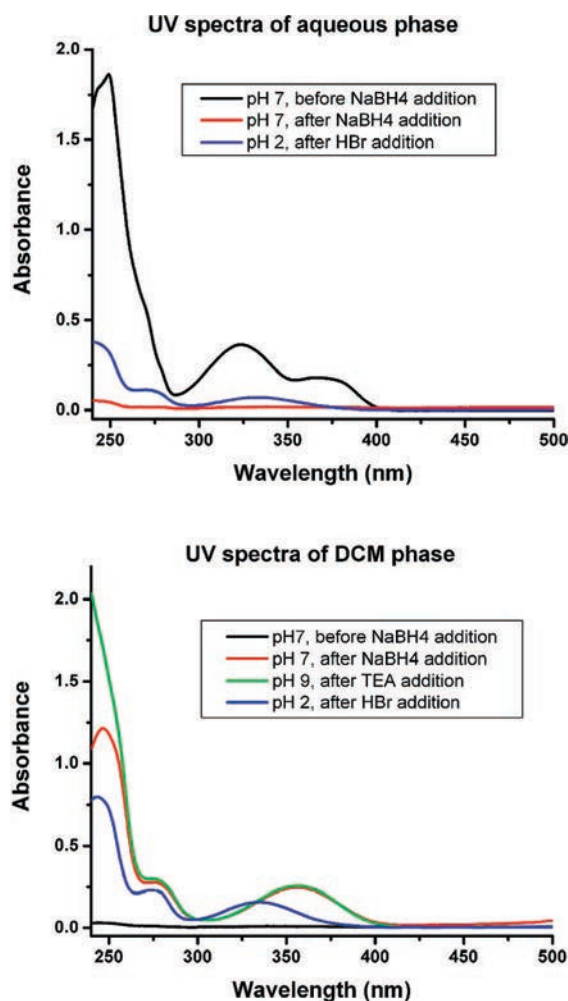 UV spectra of aqueous phase
2.0
1.5
1.0
0.5
0.0
Absorbance
pH 7, before NaBH4 addition
pH 7, after NaBH4 addition
pH 2, after HBr addition
250 300 350 400 450 500
Wavelength (nm)
UV spectra of DCM phase
2.0
1.5
1.0
0.5
0.0
Absorbance
pH7, before NaBH4 addition
pH 7, after NaBH4 addition
pH 9, after TEA addition
pH 2, after HBr addition
250 300 350 400 450 500
Wavelength (nm)